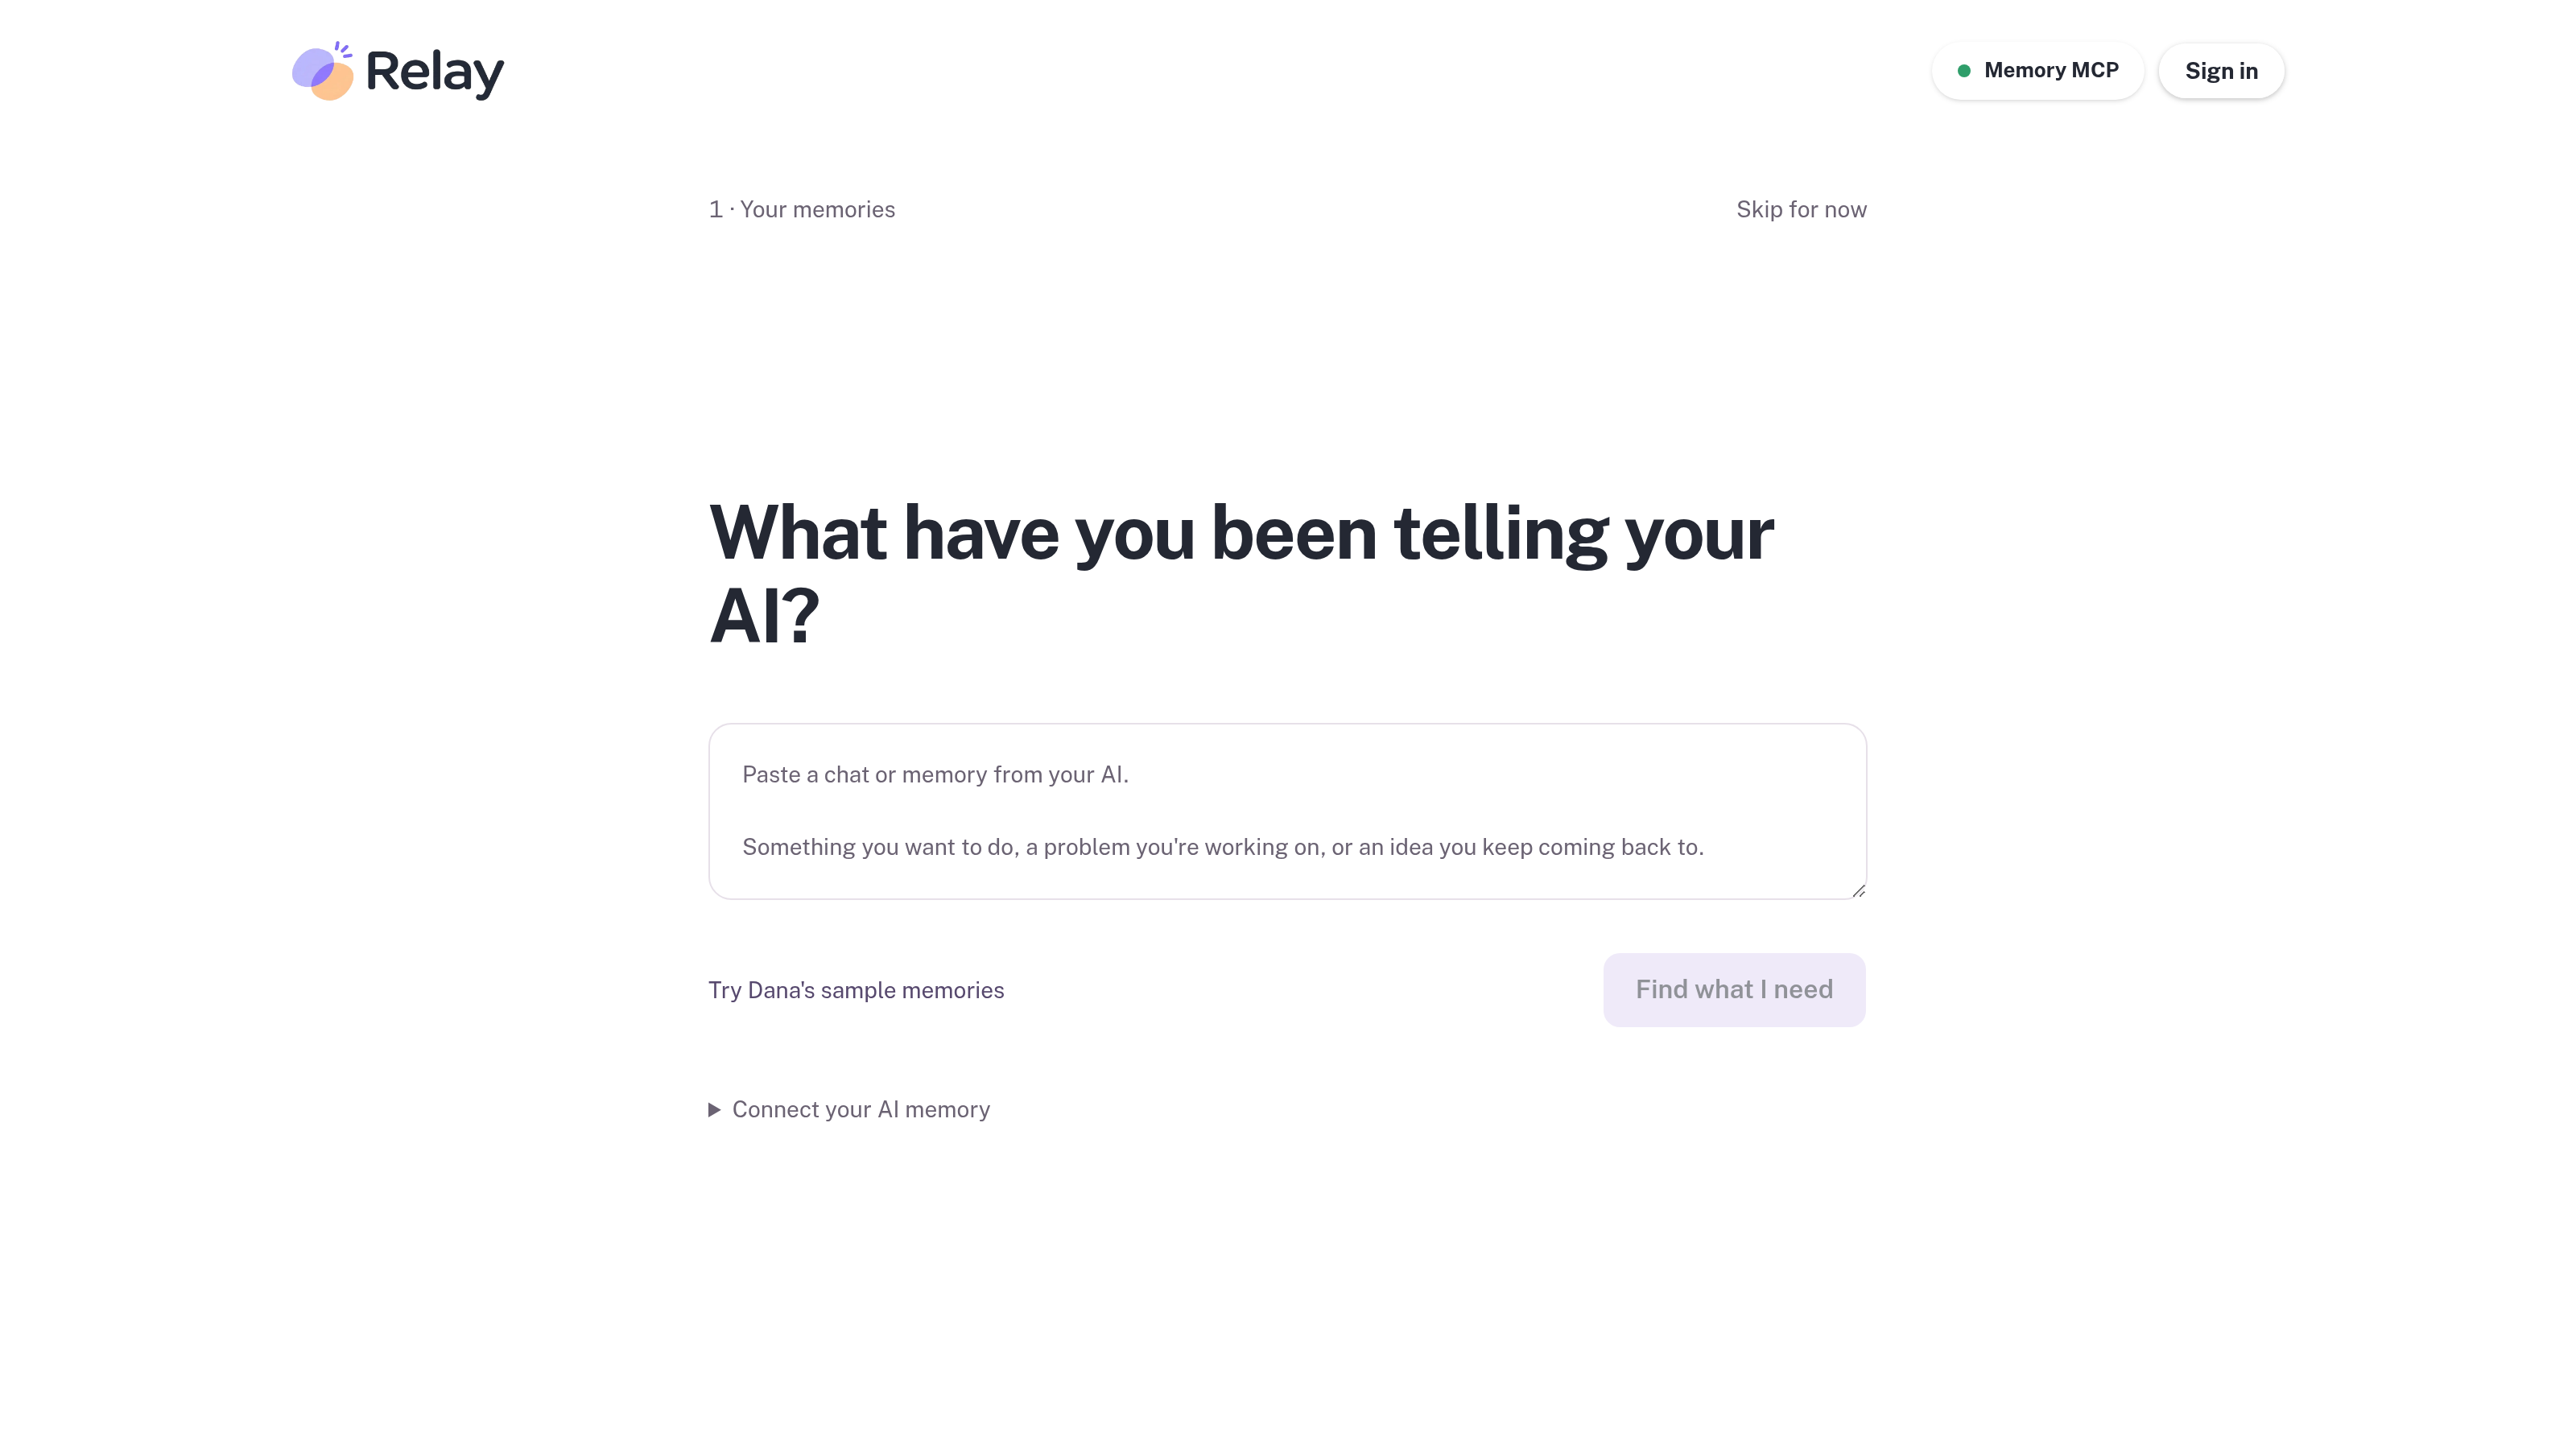 Relay
Memory MCP
Sign in
1 · Your memories
Skip for now
What have you been telling your
AI?
Paste a chat or memory from your AI.
Something you want to do, a problem you're working on, or an idea you keep coming back to.
Try Dana's sample memories
Find what I need
Connect your AI memory